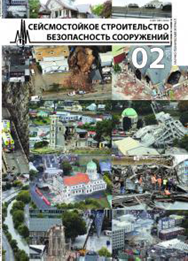 СЕЙСМОСТОЙКОЕ СТРОИТЕЛЬСТВО
БЕЗОПАСНОСТЬ СООРУЖЕНИЙ
02